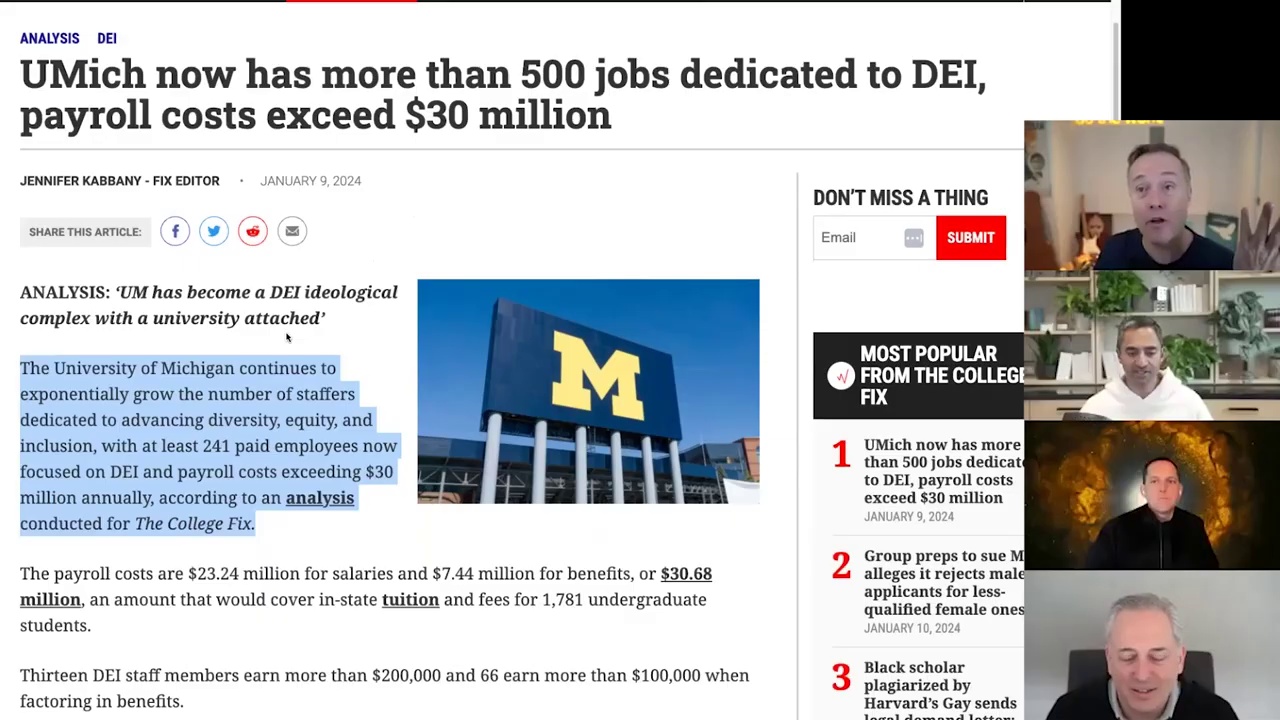 ANALYSIS DEI
UMich now has more than 500 jobs dedicated to DEI,
payroll costs exceed $30 million
JENNIFER KABBANY - FIX EDITOR • JANUARY 9, 2024
SHARE THIS ARTICLE:
ANALYSIS: ‘UM has become a DEI ideological
complex with a university attached’
The University of Michigan continues to
exponentially grow the number of staffers
dedicated to advancing diversity, equity, and
inclusion, with at least 241 paid employees now
focused on DEI and payroll costs exceeding $30
million annually, according to an analysis
conducted for The College Fix.
M
The payroll costs are $23.24 million for salaries and $7.44 million for benefits, or $30.68
million, an amount that would cover in-state tuition and fees for 1,781 undergraduate
students.
Thirteen DEI staff members earn more than $200,000 and 66 earn more than $100,000 when
factoring in benefits.
DON’T MISS A THING
Email
SUBMIT
MOST POPULAR
FROM THE COLLEGE
FIX
1 UMich now has more
than 500 jobs dedicate
to DEI, payroll costs
exceed $30 million
JANUARY 9, 2024
2 Group preps to sue M
alleges it rejects male
applicants for less-
qualified female ones
JANUARY 10, 2024
3 Black scholar
plagiarized by
Harvard’s Gay sends
legal demand letter: